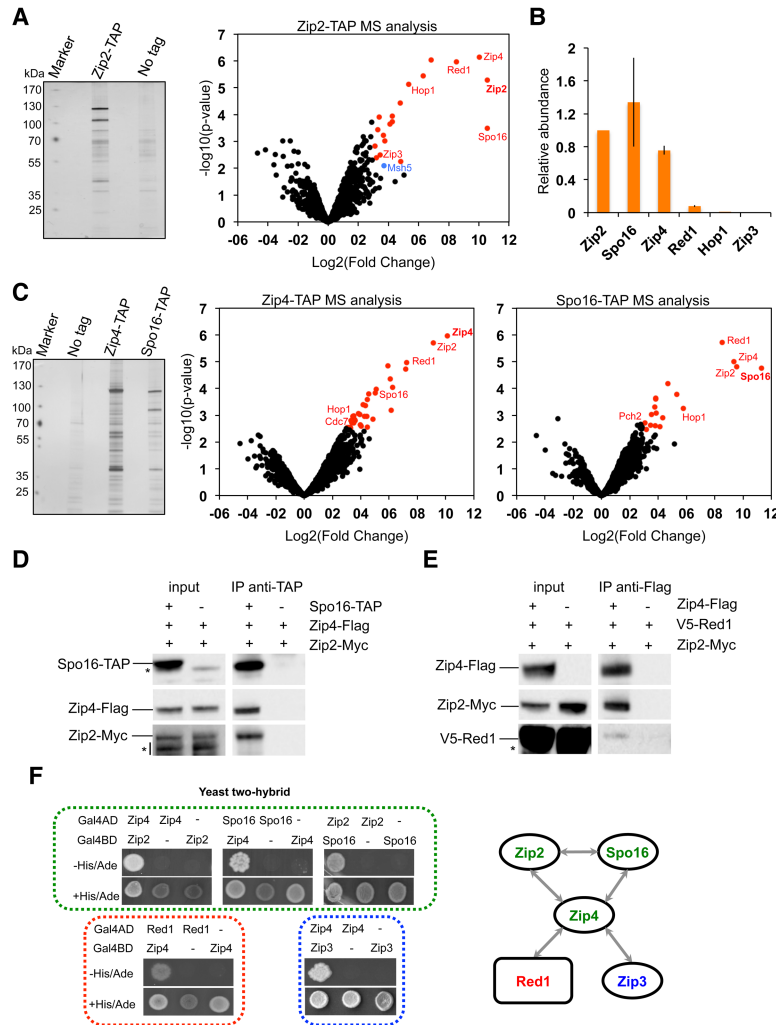 A
Marker
Zip2-TAP
No tag
kDa
170
130
100
70
55
35
25
Zip2-TAP MS analysis
-log10(p-value)
7
6
5
4
3
2
1
0
-06 -04 -02 00 02 04 06 08 10 12
Log2(Fold Change)
Zip4
Red1
Zip2
Hop1
Spo16
Zip3
Msh5
B
Relative abundance
2
1.6
1.2
0.8
0.4
0
Zip2
Spo16
Zip4
Red1
Hop1
Zip3
C
Marker
No tag
Zip4-TAP
Spo16-TAP
kDa
170
130
100
70
55
35
25
Zip4-TAP MS analysis
-log10(p-value)
7
6
5
4
3
2
1
0
-06 -04 -02 00 02 04 06 08 10 12
Log2(Fold Change)
Zip4
Zip2
Red1
Spo16
Hop1
Cdc7
Spo16-TAP MS analysis
7
6
5
4
3
2
1
0
-06 -04 -02 00 02 04 06 08 10 12
Log2(Fold Change)
Red1
Zip4
Zip2
Spo16
Pch2
Hop1
D
input IP anti-TAP
+ - + - Spo16-TAP
+ + + + Zip4-Flag
+ + + + Zip2-Myc
Spo16-TAP
*
Zip4-Flag
Zip2-Myc
*
E
input IP anti-Flag
+ - + - Zip4-Flag
+ + + + V5-Red1
+ + + + Zip2-Myc
Zip4-Flag
Zip2-Myc
V5-Red1
*
F
Yeast two-hybrid
Gal4AD Zip4 Zip4 - Spo16 Spo16 - Zip2 Zip2 -
Gal4BD Zip2 - Zip2 Zip4 - Zip4 Spo16 - Spo16
-His/Ade
+His/Ade
Gal4AD Red1 Red1 -
Gal4BD Zip4 - Zip4
-His/Ade
+His/Ade
Zip4 Zip4 -
Zip3 - Zip3
Zip2
Spo16
Zip4
Red1
Zip3